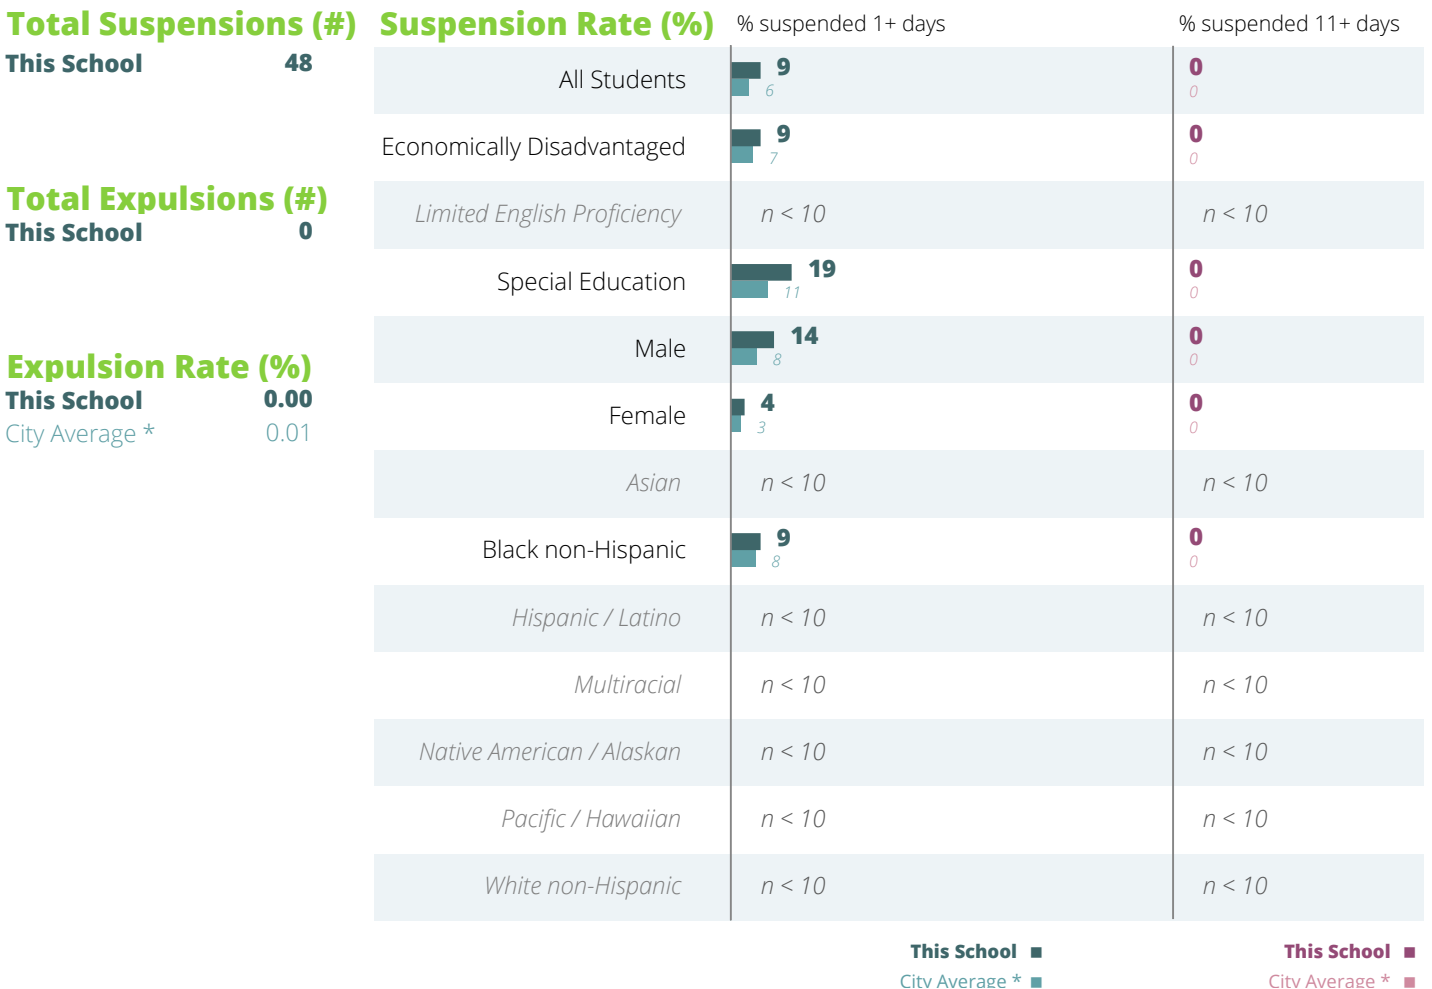 Total Suspensions (#)
This School 48
Total Expulsions (#)
This School 0
Expulsion Rate (%)
This School 0.00
City Average * 0.01
Suspension Rate (%) % suspended 1+ days % suspended 11+ days
All Students 9 0
6 0
Economically Disadvantaged 9 0
7 0
Limited English Proficiency n < 10 n < 10
Special Education 19 0
11 0
Male 14 0
8 0
Female 4 0
3 0
Asian n < 10 n < 10
Black non-Hispanic 9 0
8 0
Hispanic / Latino n < 10 n < 10
Multiracial n < 10 n < 10
Native American / Alaskan n < 10 n < 10
Pacific / Hawaiian n < 10 n < 10
White non-Hispanic n < 10 n < 10
This School This School
City Average * City Average *